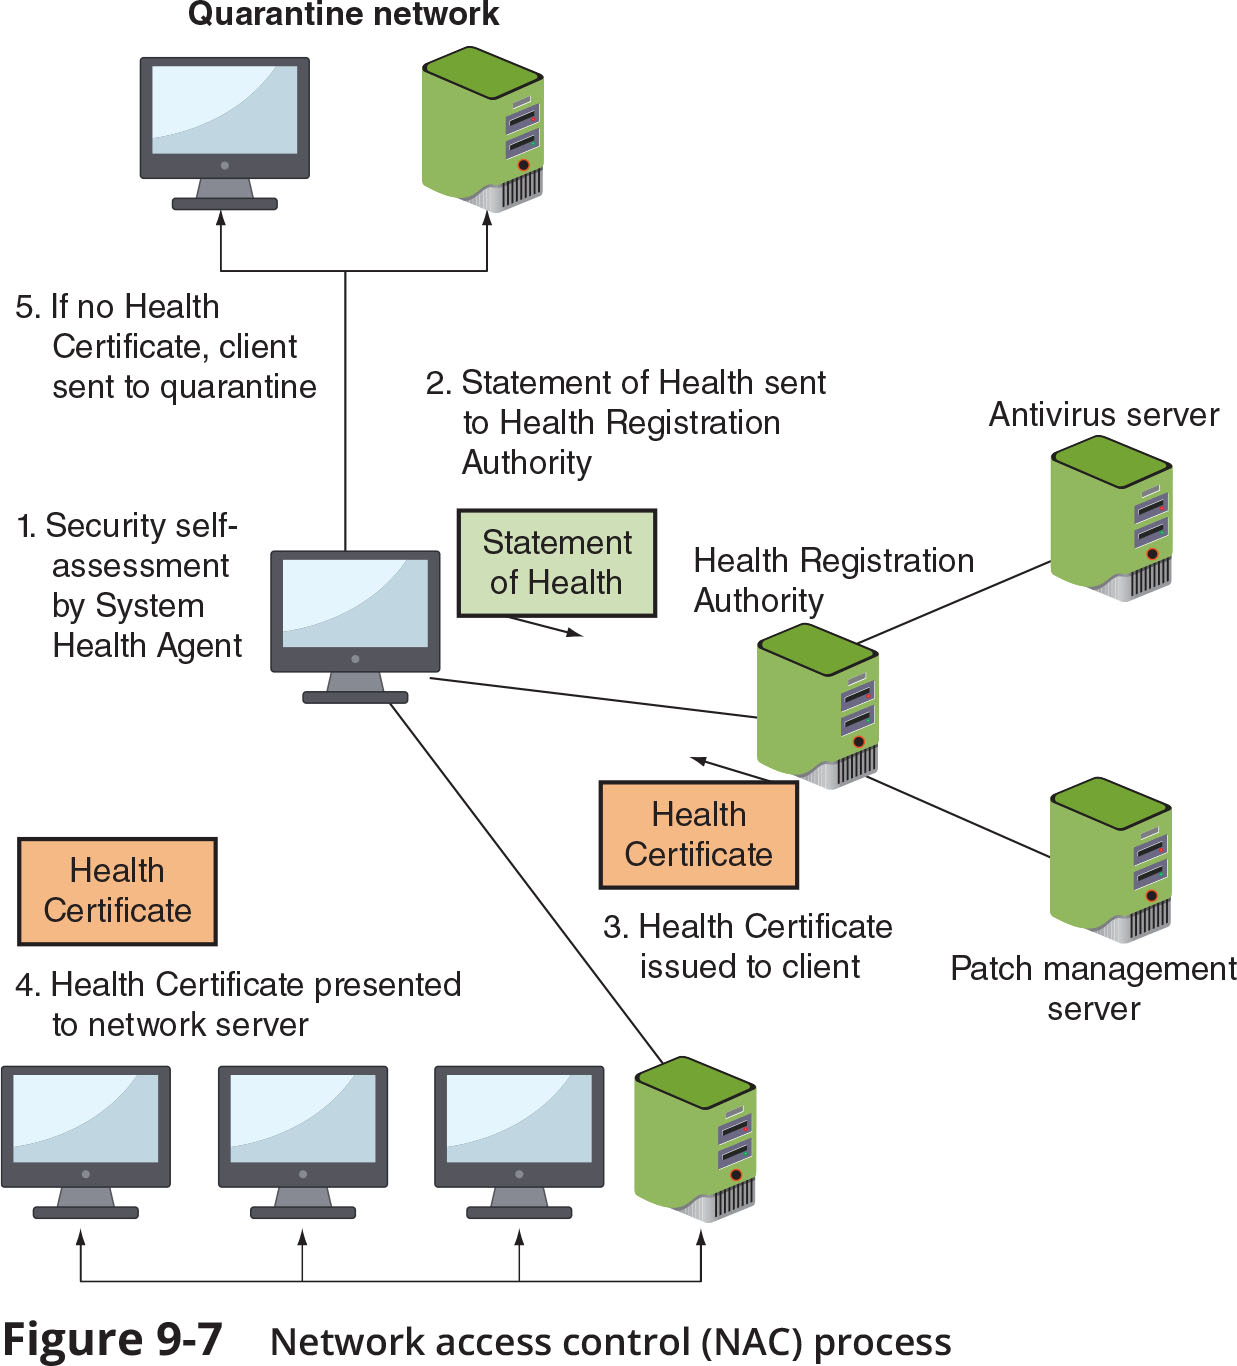 Quarantine network
5. If no Health
Certificate, client
sent to quarantine
2. Statement of Health sent
to Health Registration
Authority
Antivirus server
1. Security self-
assessment
by System
Health Agent
Statement
of Health
Health Registration
Authority
Health
Certificate
Health
Certificate
3. Health Certificate
issued to client
Patch management
server
4. Health Certificate presented
to network server
Figure 9-7 Network access control (NAC) process